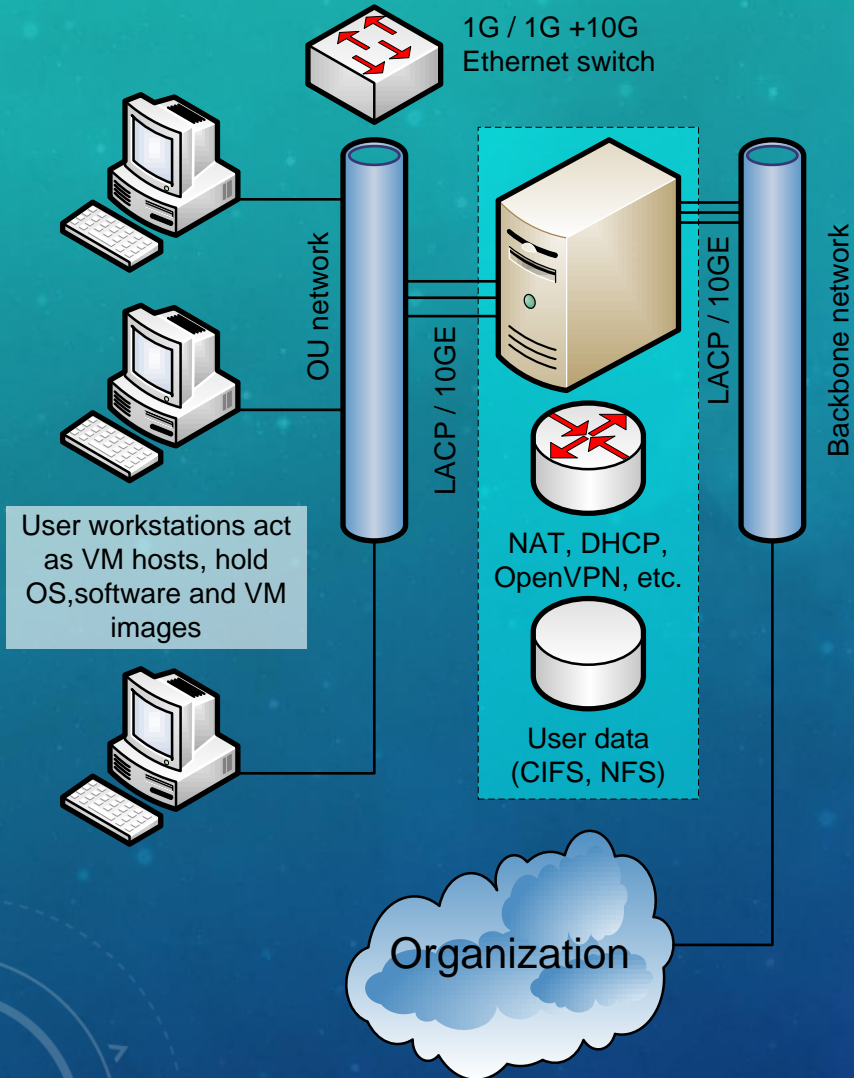 1G / 1G +10G
Ethernet switch
OU network
LACP / 10GE
LACP / 10GE
Backbone network
User workstations act
as VM hosts, hold
OS,software and VM
images
NAT, DHCP,
OpenVPN, etc.
User data
(CIFS, NFS)
Organization